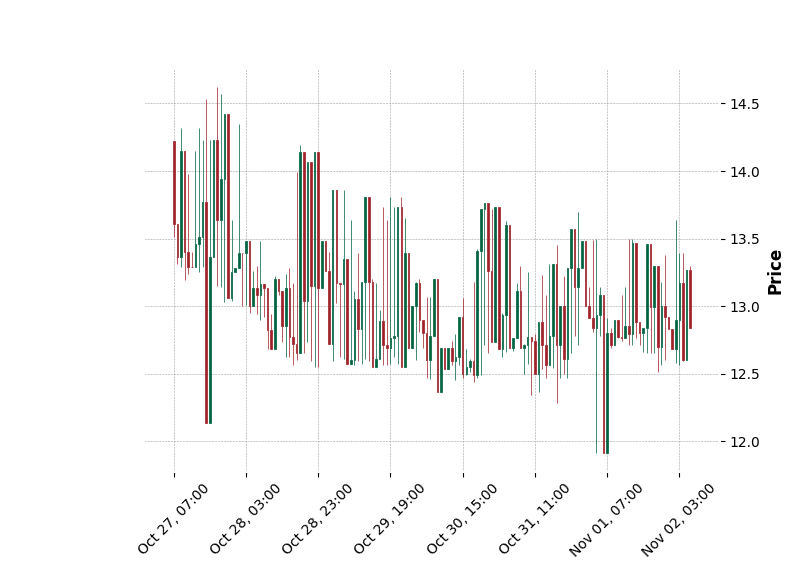 14.5
14.0
13.5
Price
13.0
12.5
12.0
Oct 27, 07:00
Oct 28, 03:00
Oct 28, 23:00
Oct 29, 19:00
Oct 30, 15:00
Oct 31, 11:00
Nov 01, 07:00
Nov 02, 03:00